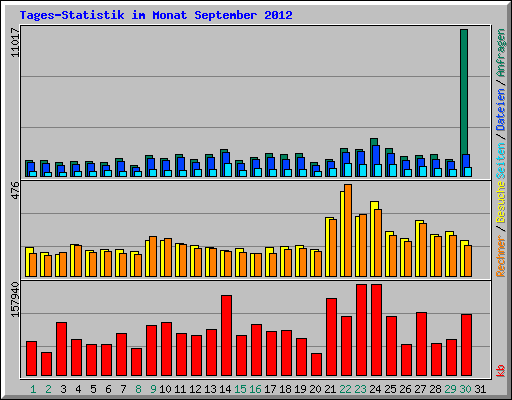 Tages-Statistik im Monat September 2012
11017
476
157940
Rechner / Besuche Seiten / Dateien / Anfragen
kb
1 2 3 4 5 6 7 8 9 10 11 12 13 14 15 16 17 18 19 20 21 22 23 24 25 26 27 28 29 30 31